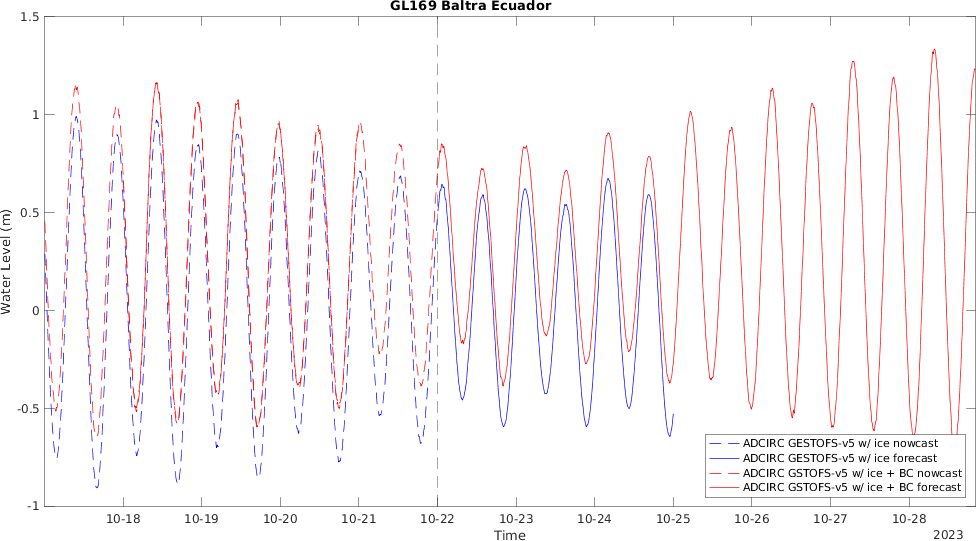 GL169 Baltra Ecuador
1.5
1
0.5
0
-0.5
-1
Water Level (m)
10-18
10-19
10-20
10-21
10-22
10-23
10-24
10-25
10-26
10-27
10-28
Time
2023
ADCIRC GESTOFS-v5 w/ ice nowcast
ADCIRC GESTOFS-v5 w/ ice forecast
ADCIRC GSTOFS-v5 w/ ice + BC nowcast
ADCIRC GSTOFS-v5 w/ ice + BC forecast